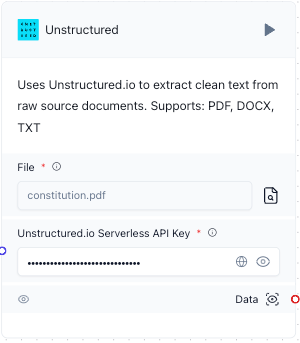 UNST
RUCT
URED
Unstructured
Uses Unstructured.io to extract clean text from
raw source documents. Supports: PDF, DOCX,
TXT
File *
constitution.pdf
Unstructured.io Serverless API Key *
••••••••••••••••••••••••••••••
Data